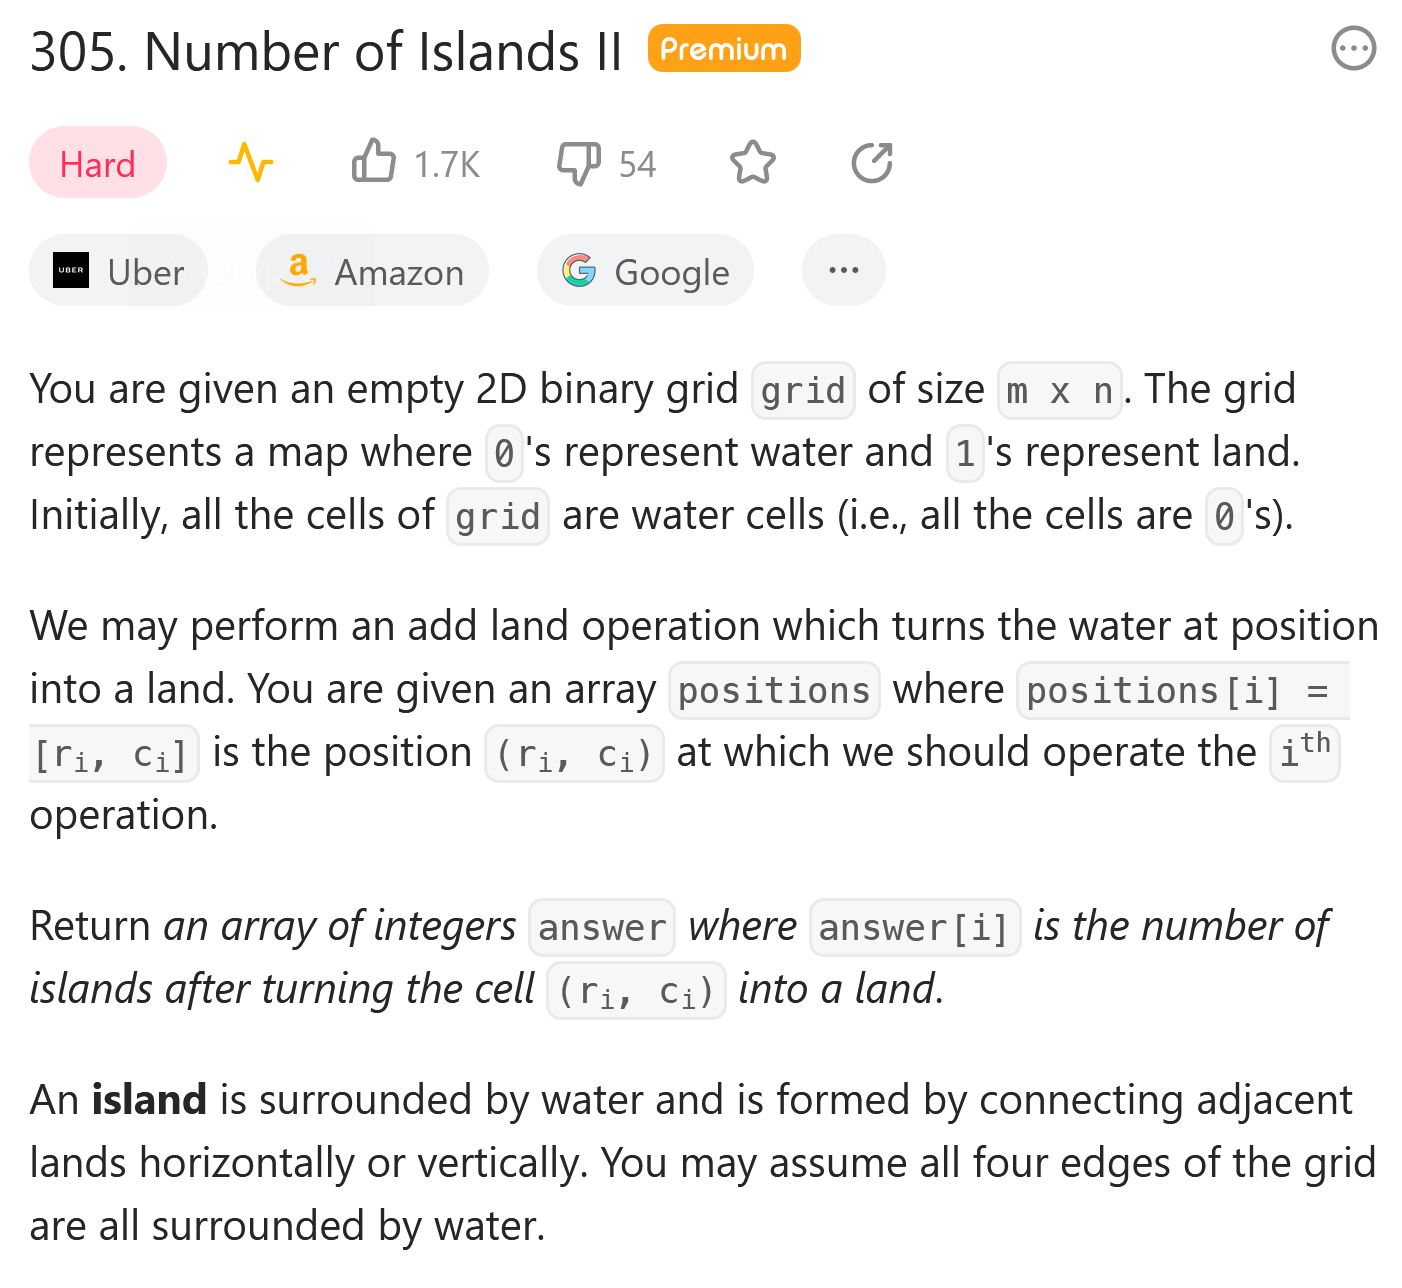 305. Number of Islands II Premium
Hard 1.7K 54
UBER Uber a Amazon G Google
You are given an empty 2D binary grid grid of size m x n. The grid
represents a map where 0's represent water and 1's represent land.
Initially, all the cells of grid are water cells (i.e., all the cells are 0's).
We may perform an add land operation which turns the water at position
into a land. You are given an array positions where positions[i] =
[rᵢ, cᵢ] is the position (rᵢ, cᵢ) at which we should operate the iᵗʰ
operation.
Return an array of integers answer where answer[i] is the number of
islands after turning the cell (rᵢ, cᵢ) into a land.
An island is surrounded by water and is formed by connecting adjacent
lands horizontally or vertically. You may assume all four edges of the grid
are all surrounded by water.